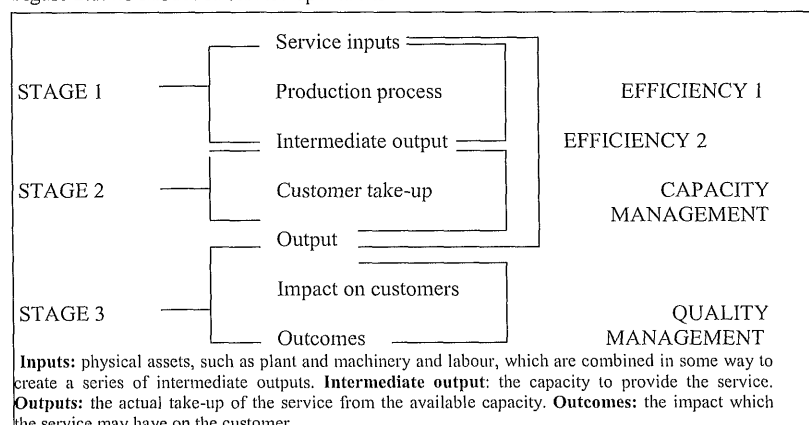 Service inputs
STAGE 1 Production process EFFICIENCY 1
Intermediate output EFFICIENCY 2
STAGE 2 Customer take-up CAPACITY
MANAGEMENT
Output
Impact on customers
STAGE 3 QUALITY
Outcomes MANAGEMENT
Inputs: physical assets, such as plant and machinery and labour, which are combined in some way to
create a series of intermediate outputs. Intermediate output: the capacity to provide the service.
Outputs: the actual take-up of the service from the available capacity. Outcomes: the impact which
the service may have on the customer